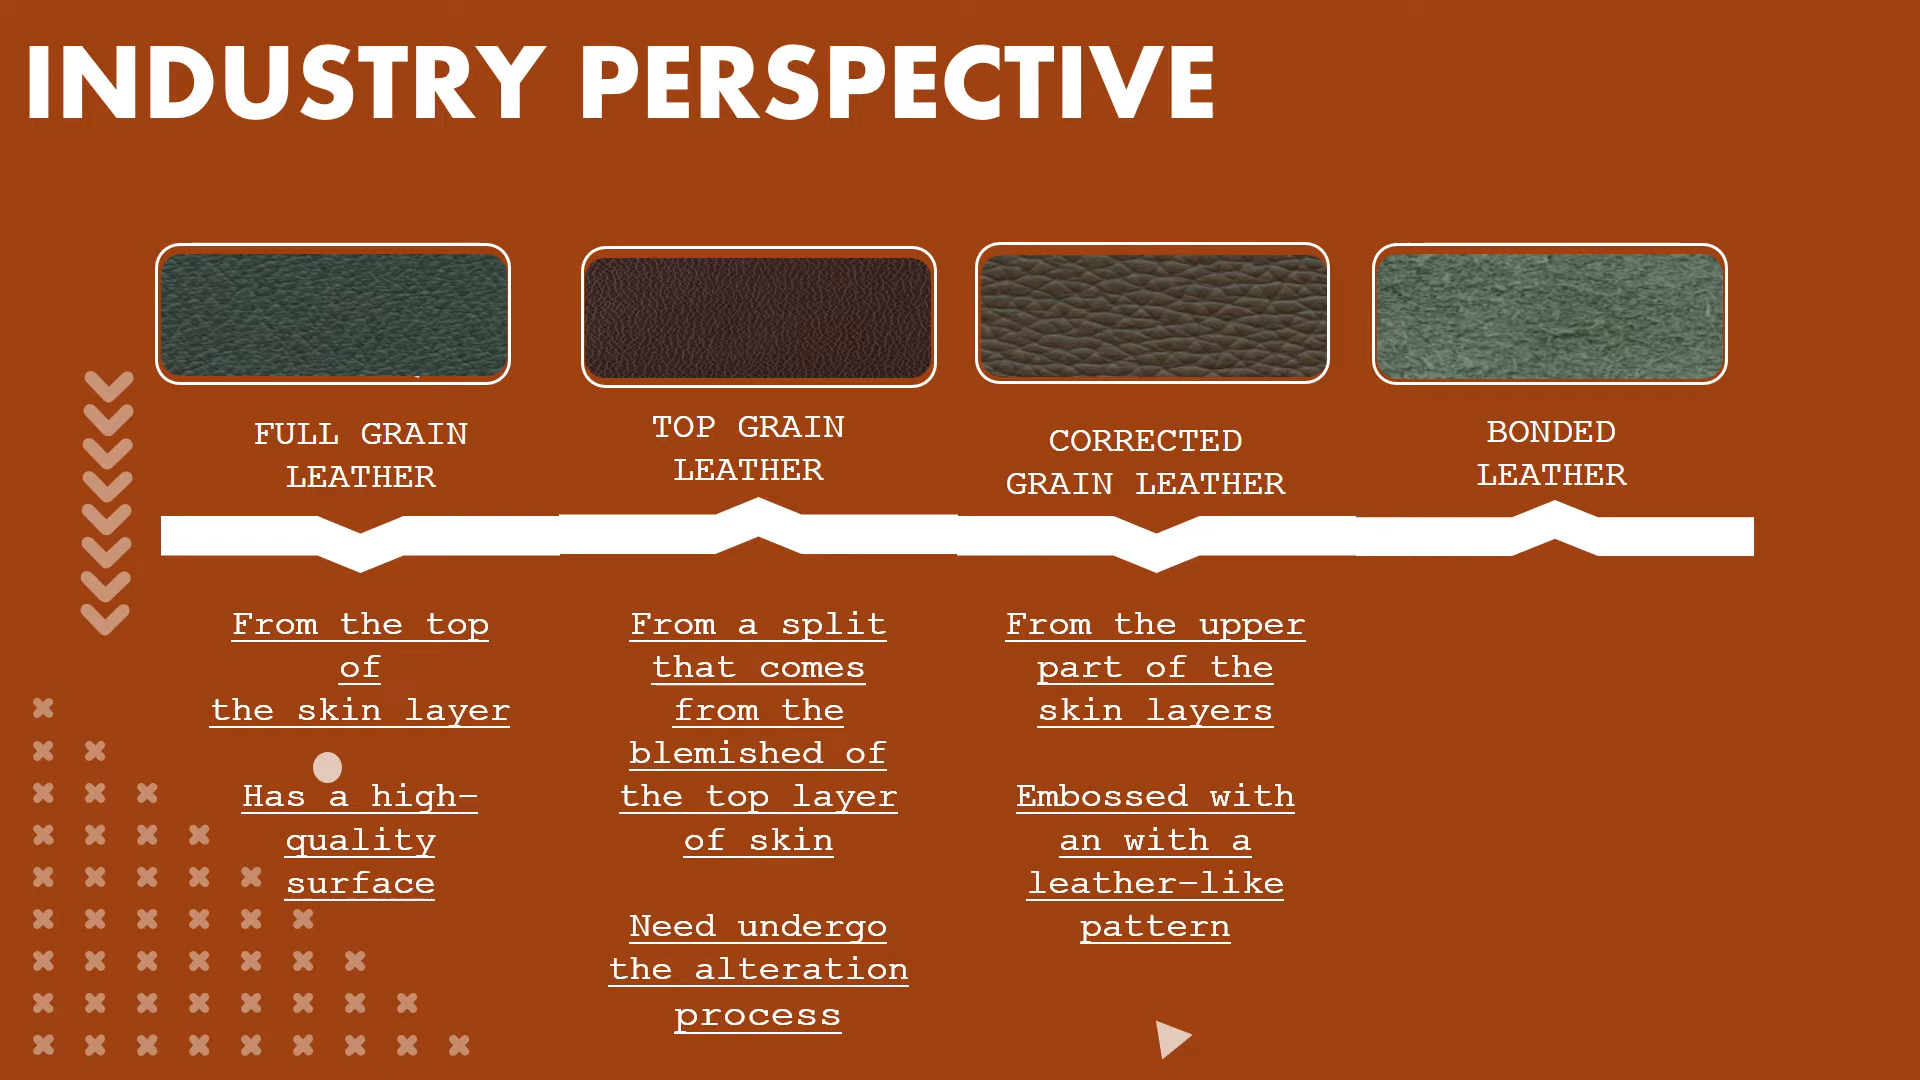 INDUSTRY PERSPECTIVE
FULL GRAIN
LEATHER
TOP GRAIN
LEATHER
CORRECTED
GRAIN LEATHER
BONDED
LEATHER
From the top
of
the skin layer
Has a high-
quality
surface
From a split
that comes
from the
blemished of
the top layer
of skin
Need undergo
the alteration
process
From the upper
part of the
skin layers
Embossed with
an with a
leather-like
pattern